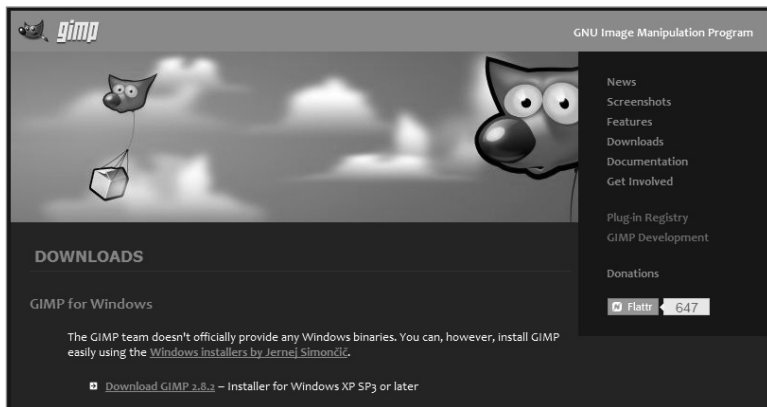 gimp
GNU Image Manipulation Program
News
Screenshots
Features
Downloads
Documentation
Get Involved
Plug-in Registry
GIMP Development
Donations
Flattr 647
DOWNLOADS
GIMP for Windows
The GIMP team doesn't officially provide any Windows binaries. You can, however, install GIMP
easily using the Windows installers by Jernej Simončič.
Download GIMP 2.8.2 – Installer for Windows XP SP3 or later